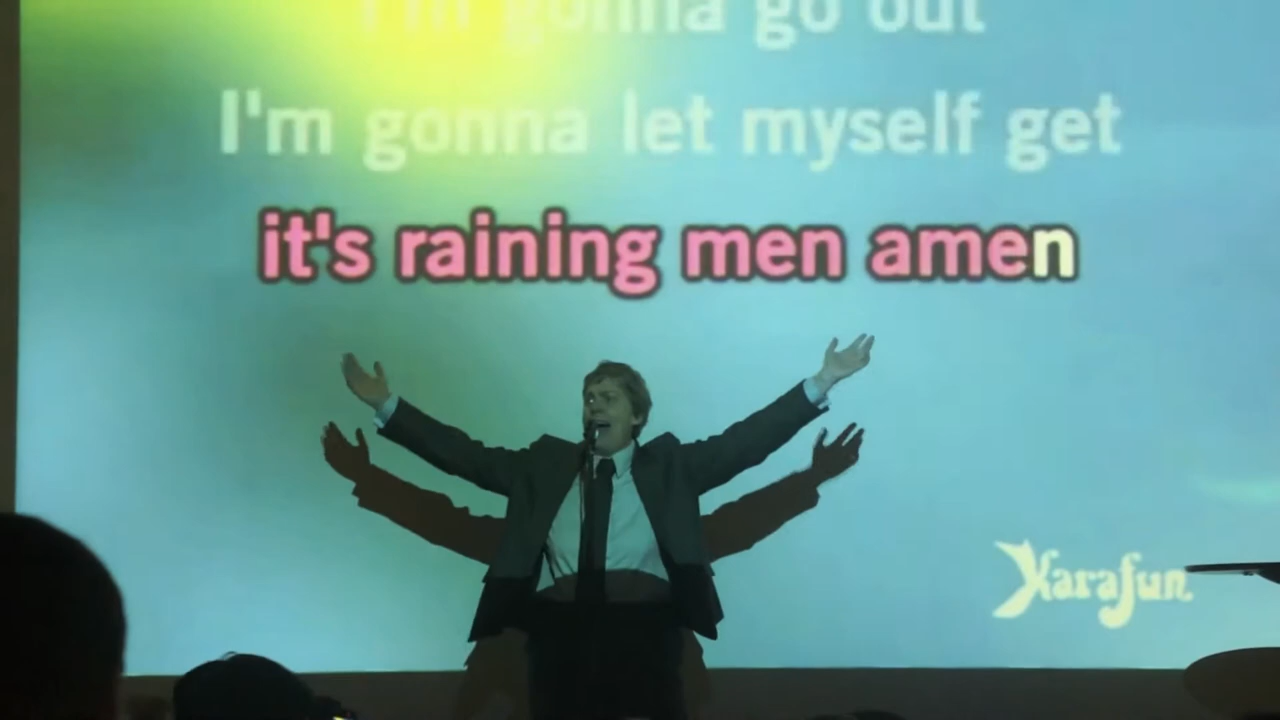 I'm gonna go out
I'm gonna let myself get
it's raining men amen
Karafun